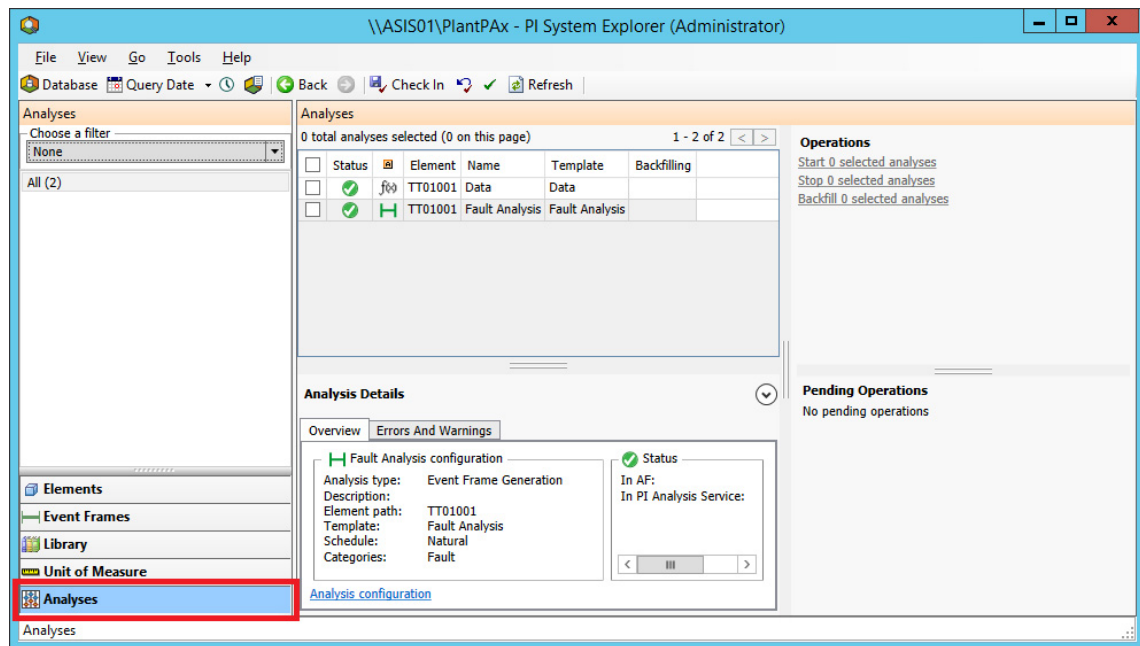 \\ASIS01\PlantPAx - PI System Explorer (Administrator)
File View Go Tools Help
Database Query Date Back Check In Refresh
Analyses
Choose a filter
None
All (2)
Elements
Event Frames
Library
Unit of Measure
Analyses
Analyses
0 total analyses selected (0 on this page) 1 - 2 of 2 < >
Status Element Name Template Backfilling
f(x) TT01001 Data Data
TT01001 Fault Analysis Fault Analysis
Analysis Details
Overview Errors And Warnings
Fault Analysis configuration
Analysis type: Event Frame Generation
Description:
Element path: TT01001
Template: Fault Analysis
Schedule: Natural
Categories: Fault
Status
In AF:
In PI Analysis Service:
Analysis configuration
Operations
Start 0 selected analyses
Stop 0 selected analyses
Backfill 0 selected analyses
Pending Operations
No pending operations
Analyses